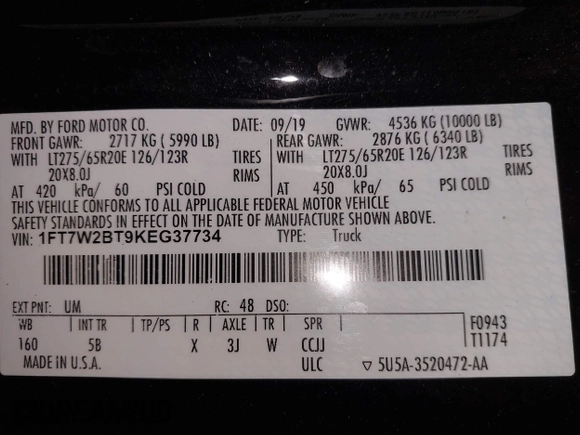 MFD. BY FORD MOTOR CO. DATE: 09/19 GVWR: 4536 KG (10000 LB)
FRONT GAWR: 2717 KG ( 5990 LB) REAR GAWR: 2876 KG ( 6340 LB)
WITH LT275/65R20E 126/123R TIRES WITH LT275/65R20E 126/123R TIRES
20X8.0J RIMS 20X8.0J RIMS
AT 420 kPa/ 60 PSI COLD AT 450 kPa/ 65 PSI COLD
THIS VEHICLE CONFORMS TO ALL APPLICABLE FEDERAL MOTOR VEHICLE
SAFETY STANDARDS IN EFFECT ON THE DATE OF MANUFACTURE SHOWN ABOVE.
VIN: 1FT7W2BT9KEG37734 TYPE: Truck
EXT PNT: UM RC: 48 DSO:
WB INT TR TP/PS R AXLE TR SPR F0943
160 5B X 3J W CCJJ T1174
MADE IN U.S.A. ULC ▽ 5U5A-3520472-AA